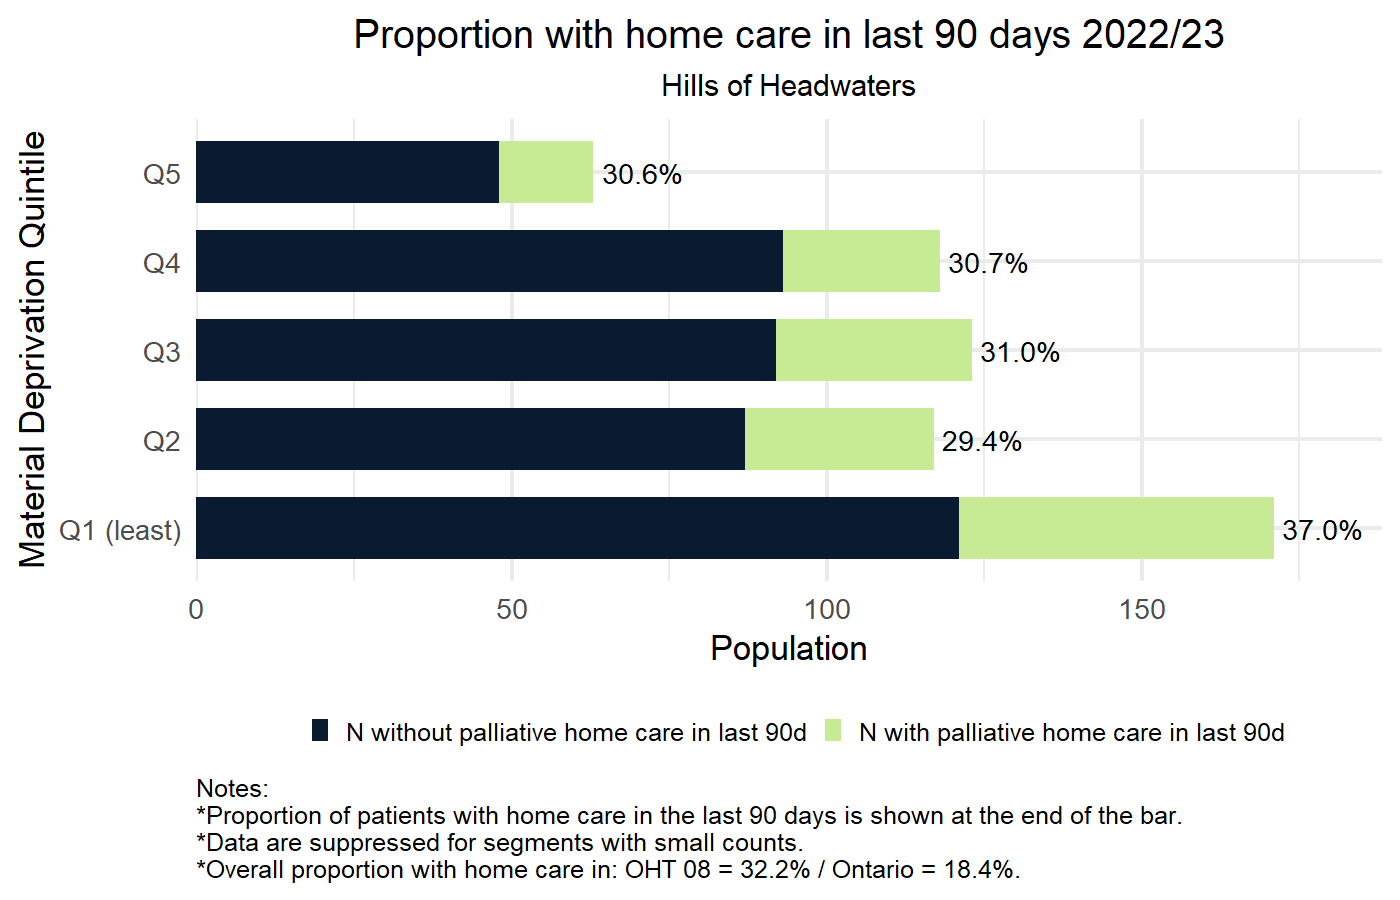 Proportion with home care in last 90 days 2022/23
Hills of Headwaters
Material Deprivation Quintile
Q5
30.6%
Q4
30.7%
Q3
31.0%
Q2
29.4%
Q1 (least)
37.0%
0
50
100
150
Population
N without palliative home care in last 90d
N with palliative home care in last 90d
Notes:
*Proportion of patients with home care in the last 90 days is shown at the end of the bar.
*Data are suppressed for segments with small counts.
*Overall proportion with home care in: OHT 08 = 32.2% / Ontario = 18.4%.